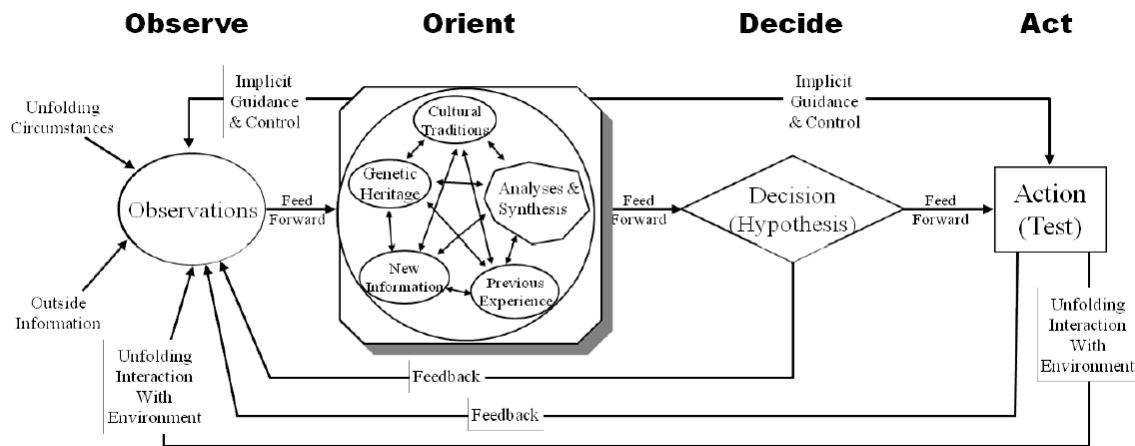 Observe
Orient
Decide
Act
Implicit
Guidance
& Control
Implicit
Guidance
& Control
Unfolding
Circumstances
Observations
Outside
Information
Feed
Forward
Cultural
Traditions
Genetic
Heritage
Analyses &
Synthesis
New
Information
Previous
Experience
Feed
Forward
Decision
(Hypothesis)
Feed
Forward
Action
(Test)
Unfolding
Interaction
With
Environment
Feedback
Feedback
Unfolding
Interaction
With
Environment